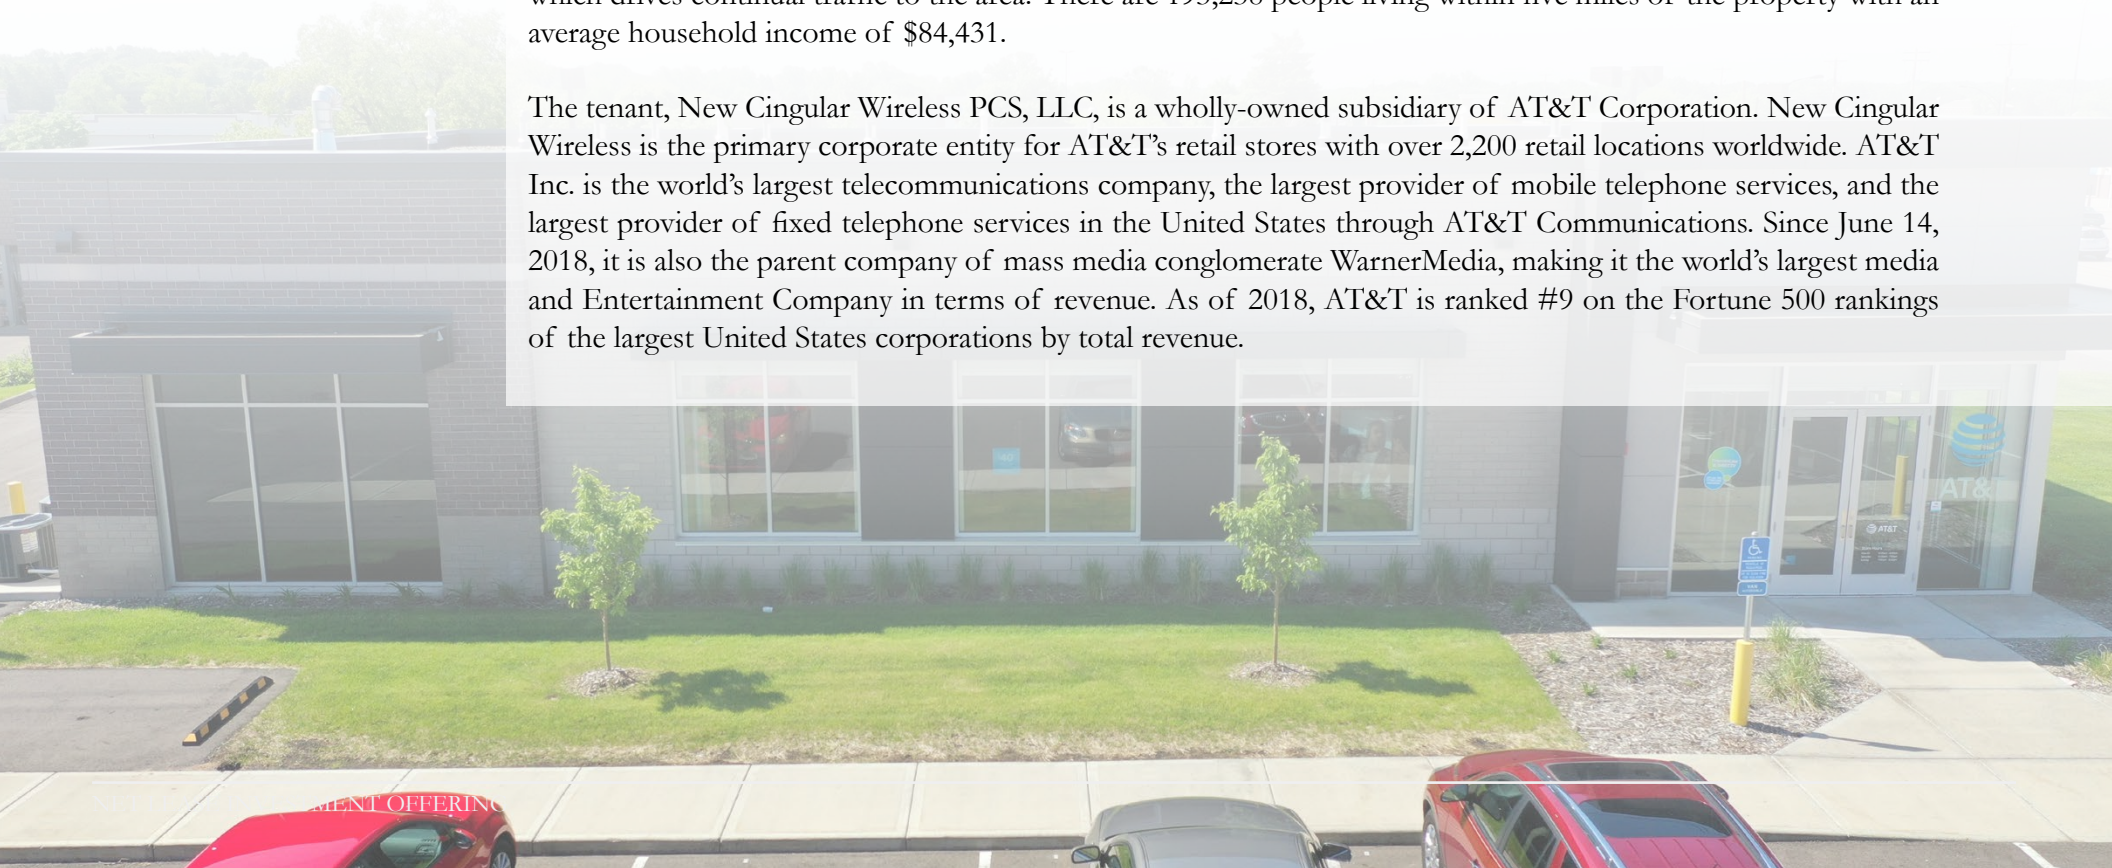 average household income of $84,431.
The tenant, New Cingular Wireless PCS, LLC, is a wholly-owned subsidiary of AT&T Corporation. New Cingular
Wireless is the primary corporate entity for AT&T’s retail stores with over 2,200 retail locations worldwide. AT&T
Inc. is the world’s largest telecommunications company, the largest provider of mobile telephone services, and the
largest provider of fixed telephone services in the United States through AT&T Communications. Since June 14,
2018, it is also the parent company of mass media conglomerate WarnerMedia, making it the world’s largest media
and Entertainment Company in terms of revenue. As of 2018, AT&T is ranked #9 on the Fortune 500 rankings
of the largest United States corporations by total revenue.
AT&T
AT&T
OFFERING